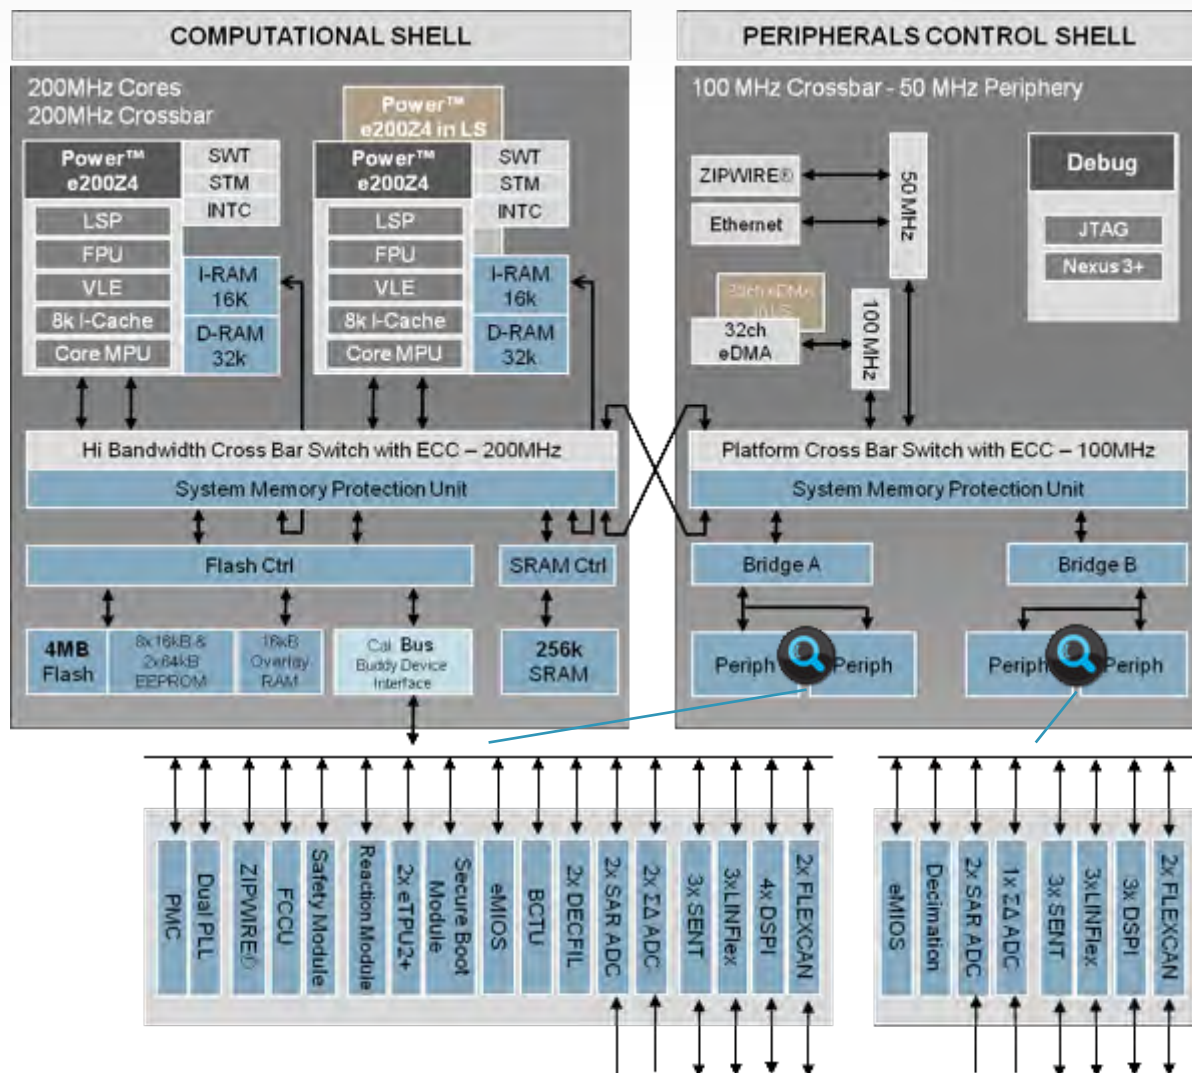 COMPUTATIONAL SHELL
200MHz Cores
200MHz Crossbar
Power™
e200Z4
SWT
STM
INTC
LSP
FPU
VLE
8k I-Cache
Core MPU
I-RAM
16K
D-RAM
32k
Power™
e200Z4 in LS
Power™
e200Z4
SWT
STM
INTC
LSP
FPU
VLE
8k I-Cache
Core MPU
I-RAM
16k
D-RAM
32k
Hi Bandwidth Cross Bar Switch with ECC – 200MHz
System Memory Protection Unit
Flash Ctrl
SRAM Ctrl
4MB
Flash
8x16kB &
2x64kB
EEPROM
16kB
Overlay
RAM
Cal. Bus
Buddy Device
Interface
256k
SRAM
PERIPHERALS CONTROL SHELL
100 MHz Crossbar - 50 MHz Periphery
ZIPWIRE®
Ethernet
50 MHz
32ch eDMA
in LS
32ch
eDMA
100 MHz
Debug
JTAG
Nexus 3+
Platform Cross Bar Switch with ECC – 100MHz
System Memory Protection Unit
Bridge A
Bridge B
Periph
Periph
Periph
Periph
PMC
Dual PLL
ZIPWIRE®
FCCU
Safety Module
Reaction Module
2x eTPU2+
Secure Boot
Module
eMIOS
BCTU
2x DECFIL
2x SAR ADC
2x ΣΔ ADC
3x SENT
3xLINFlex
4x DSPI
2x FLEXCAN
eMIOS
Decimation
2x SAR ADC
1x ΣΔ ADC
3x SENT
3xLINFlex
3x DSPI
2x FLEXCAN